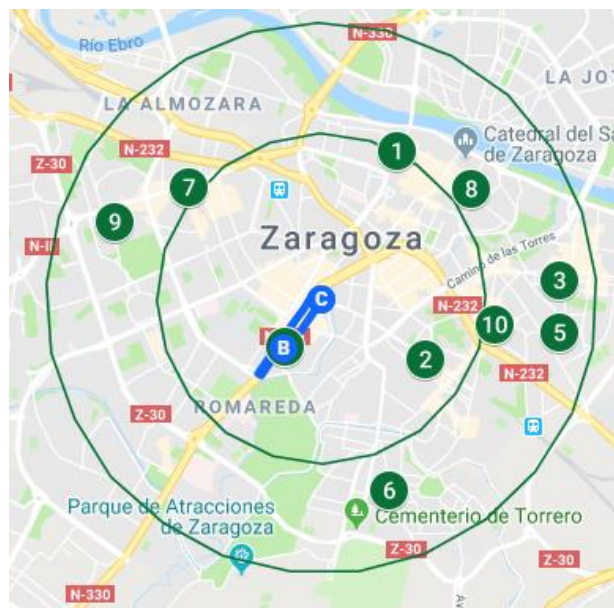 N-330
Río Ebro
LA JOT
LA ALMOZARA
N-232
Catedral del Sa
de Zaragoza
Z-30
1
7
8
9
Zaragoza
Camino de las Torres
N-II
3
C
N-232
10
5
B
2
N-232
ROMAREDA
Z-30
6
Parque de Atracciones
de Zaragoza
Cementerio de Torrero
Z-30
Z-30
N-330
Av